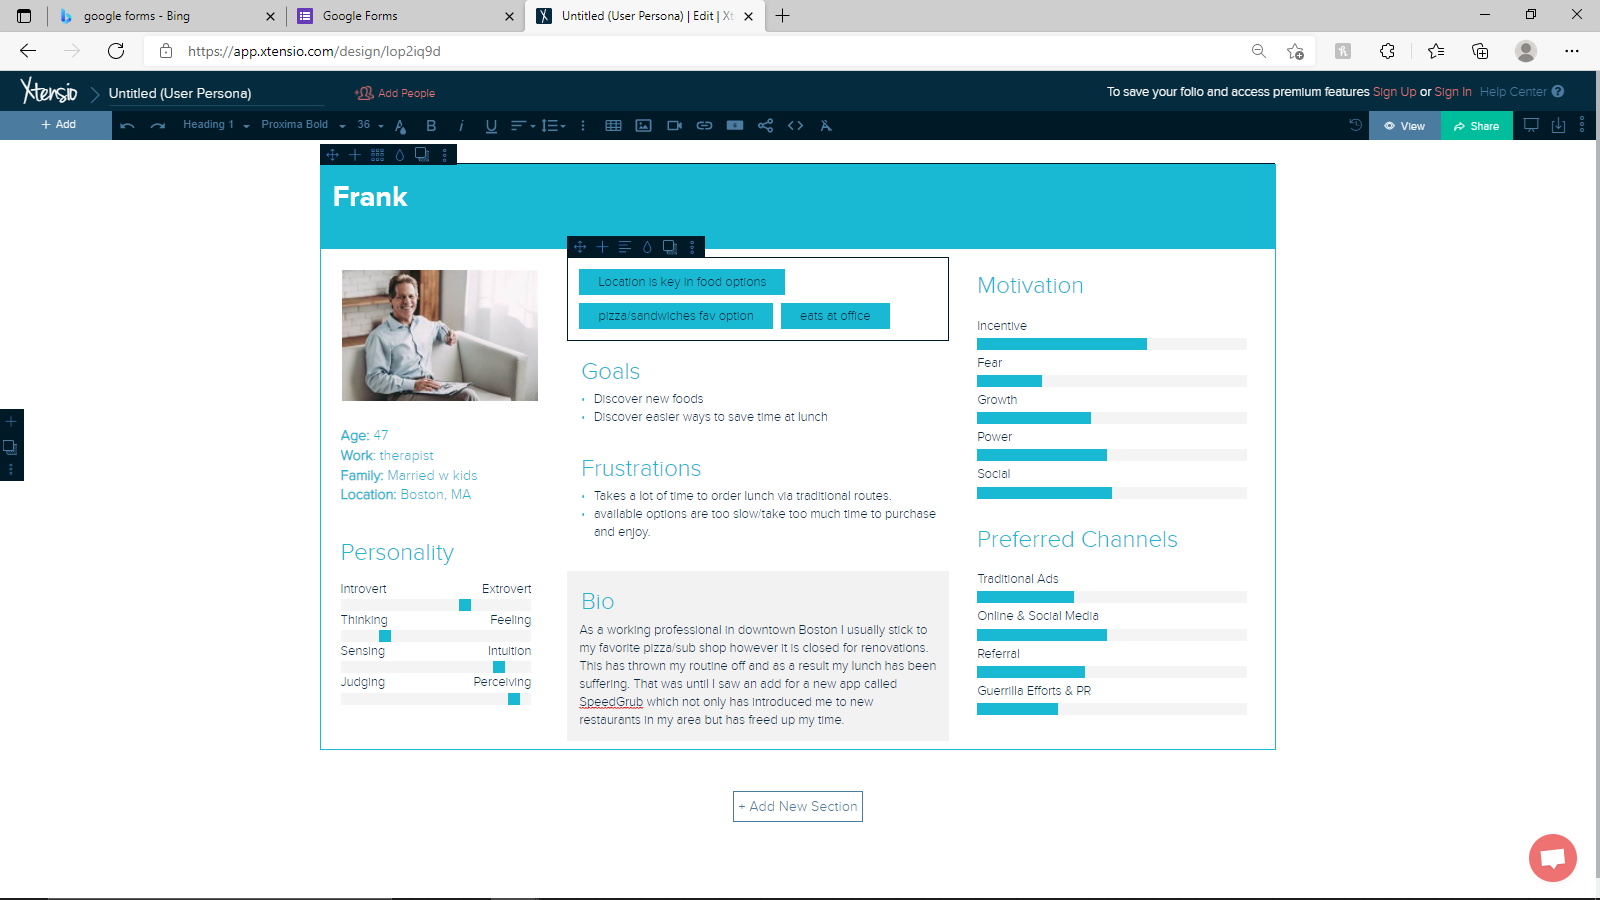 google forms - Bing
Google Forms
Untitled (User Persona) | Edit | Xt
https://app.xtensio.com/design/lop2iq9d
Xtensio
Untitled (User Persona)
Add People
To save your folio and access premium features Sign Up or Sign In Help Center ?
+ Add
Heading 1
Proxima Bold
36
B
i
U
View
Share
Frank
Location is key in food options
pizza/sandwiches fav option
eats at office
Age: 47
Work: therapist
Family: Married w kids
Location: Boston, MA
Personality
Introvert Extrovert
Thinking Feeling
Sensing Intuition
Judging Perceiving
Goals
Discover new foods
Discover easier ways to save time at lunch
Frustrations
Takes a lot of time to order lunch via traditional routes.
available options are too slow/take too much time to purchase
and enjoy.
Bio
As a working professional in downtown Boston I usually stick to
my favorite pizza/sub shop however it is closed for renovations.
This has thrown my routine off and as a result my lunch has been
suffering. That was until I saw an add for a new app called
SpeedGrub which not only has introduced me to new
restaurants in my area but has freed up my time.
Motivation
Incentive
Fear
Growth
Power
Social
Preferred Channels
Traditional Ads
Online & Social Media
Referral
Guerrilla Efforts & PR
+ Add New Section